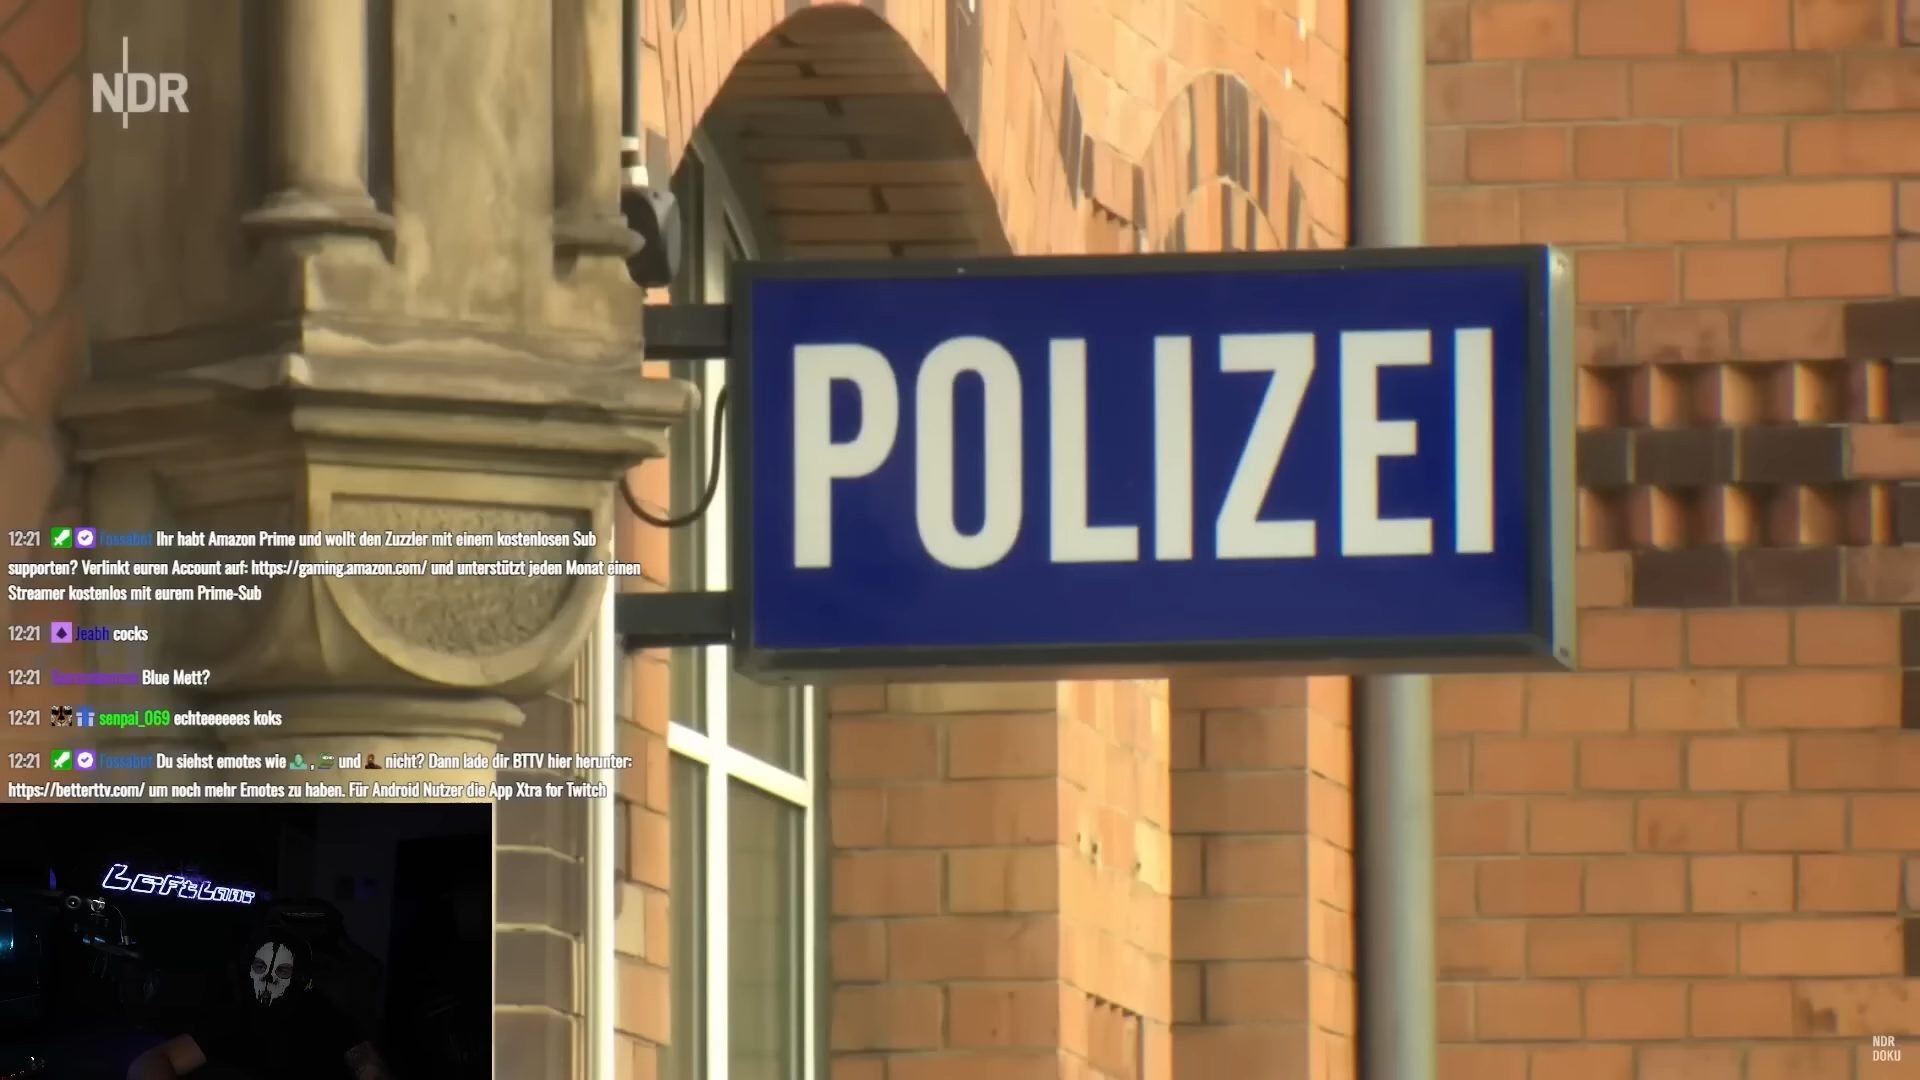 NDR
POLIZEI
12:21 Fossabot Ihr habt Amazon Prime und wollt den Zuzzler mit einem kostenlosen Sub
supporten? Verlinkt euren Account auf: https://gaming.amazon.com/ und unterstützt jeden Monat einen
Streamer kostenlos mit eurem Prime-Sub
12:21 Jeabh cocks
12:21 Blue Mett?
12:21 senpai_069 echteeeeees koks
12:21 Fossabot Du siehst emotes wie , und nicht? Dann lade dir BTTV hier herunter:
https://betterttv.com/ um noch mehr Emotes zu haben. Für Android Nutzer die App Xtra for Twitch
LeftLane
NDR
DOKU